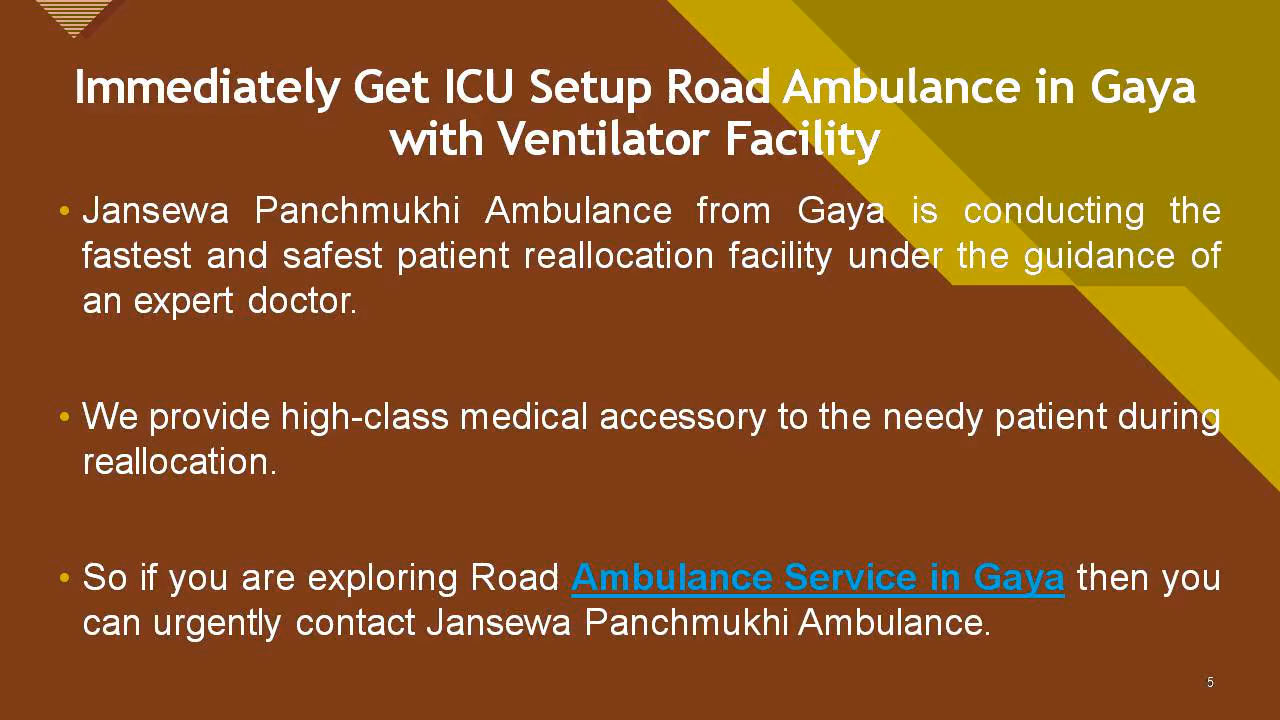 Immediately Get ICU Setup Road Ambulance in Gaya
with Ventilator Facility
• Jansewa Panchmukhi Ambulance from Gaya is conducting the
fastest and safest patient reallocation facility under the guidance of
an expert doctor.
• We provide high-class medical accessory to the needy patient during
reallocation.
• So if you are exploring Road Ambulance Service in Gaya then you
can urgently contact Jansewa Panchmukhi Ambulance.
5